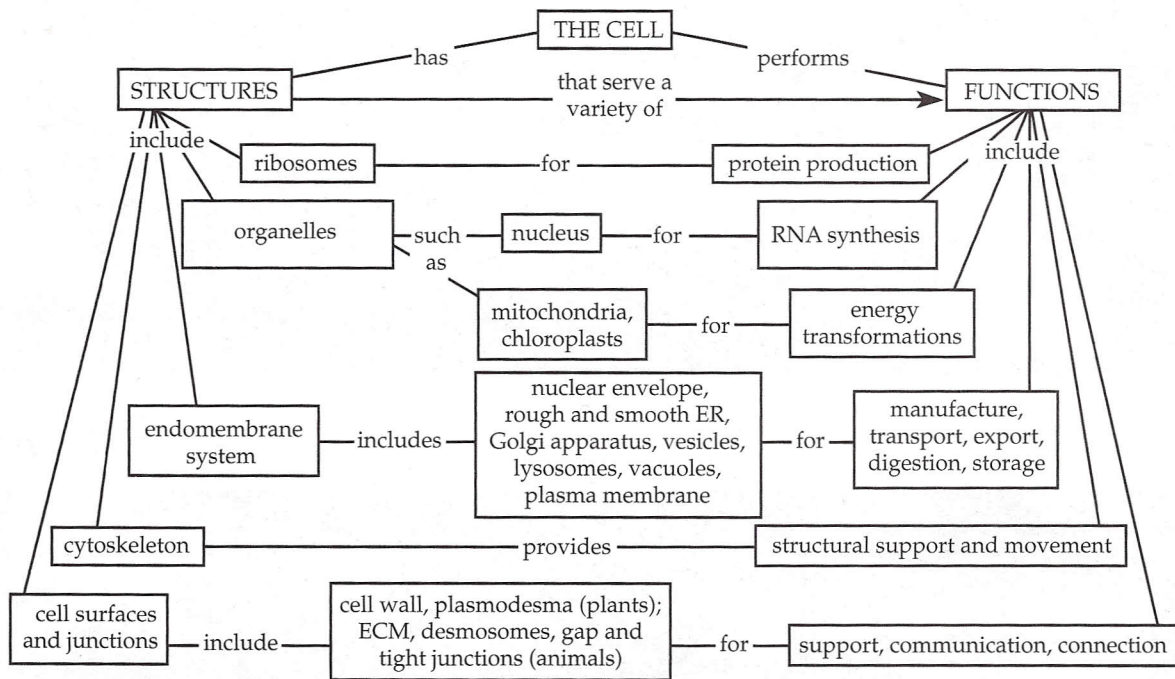 THE CELL
has
performs
STRUCTURES
that serve a
variety of
FUNCTIONS
include
include
ribosomes
for
protein production
organelles
such
as
nucleus
for
RNA synthesis
mitochondria,
chloroplasts
for
energy
transformations
endomembrane
system
includes
nuclear envelope,
rough and smooth ER,
Golgi apparatus, vesicles,
lysosomes, vacuoles,
plasma membrane
for
manufacture,
transport, export,
digestion, storage
cytoskeleton
provides
structural support and movement
cell surfaces
and junctions
include
cell wall, plasmodesma (plants);
ECM, desmosomes, gap and
tight junctions (animals)
for
support, communication, connection